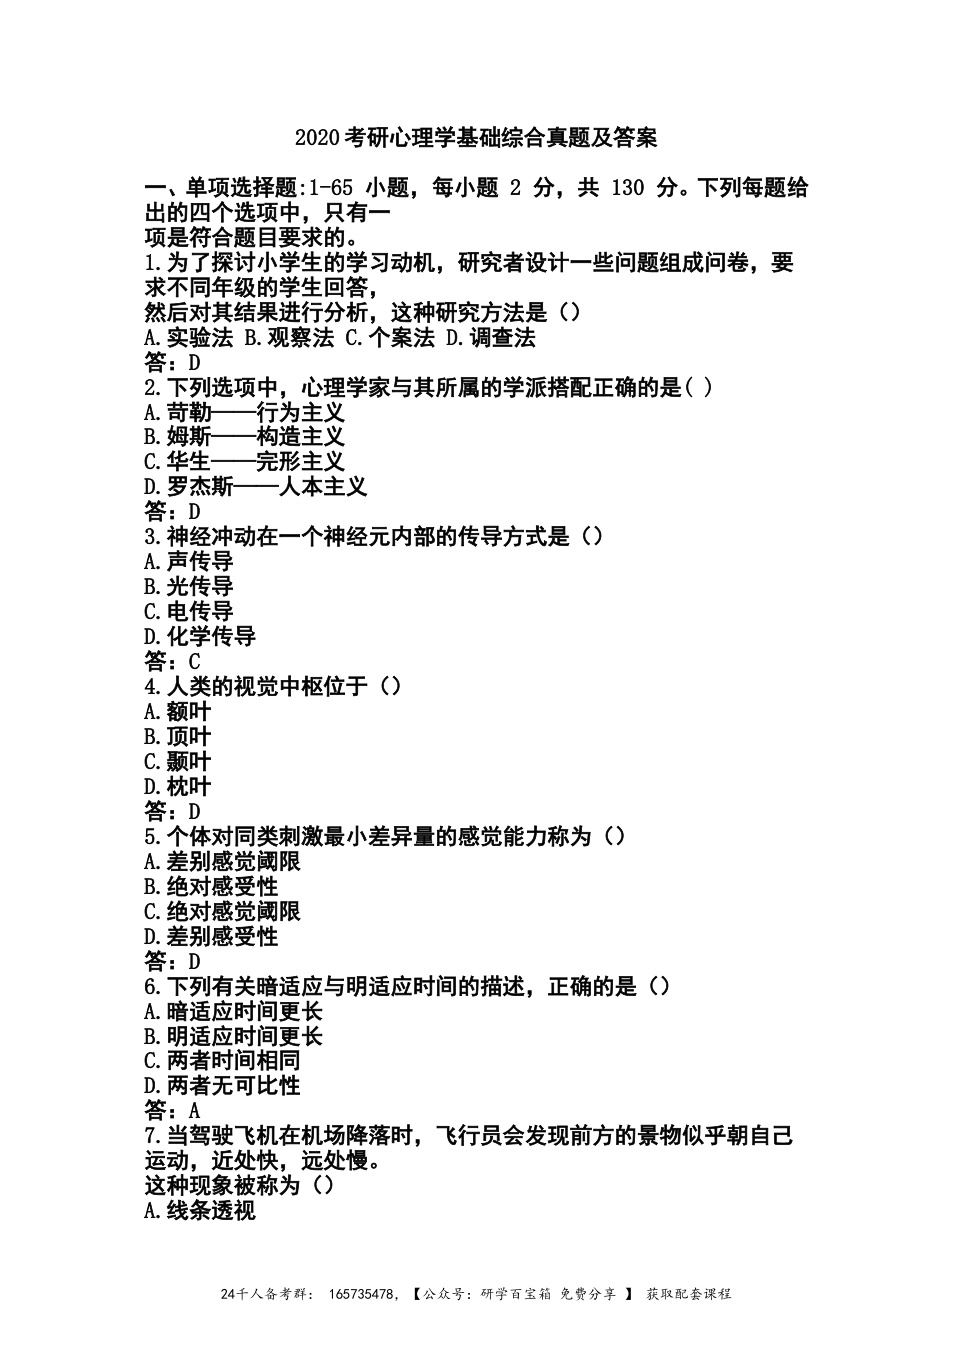 2020考研心理学基础综合真题及答案
一、单项选择题:1-65 小题，每小题 2 分，共 130 分。下列每题给
出的四个选项中，只有一
项是符合题目要求的。
1.为了探讨小学生的学习动机，研究者设计一些问题组成问卷，要
求不同年级的学生回答，
然后对其结果进行分析，这种研究方法是（）
A.实验法 B.观察法 C.个案法 D.调查法
答：D
2.下列选项中，心理学家与其所属的学派搭配正确的是( )
A.苛勒——行为主义
B.姆斯——构造主义
C.华生——完形主义
D.罗杰斯——人本主义
答：D
3.神经冲动在一个神经元内部的传导方式是（）
A.声传导
B.光传导
C.电传导
D.化学传导
答：C
4.人类的视觉中枢位于（）
A.额叶
B.顶叶
C.颞叶
D.枕叶
答：D
5.个体对同类刺激最小差异量的感觉能力称为（）
A.差别感觉阈限
B.绝对感受性
C.绝对感觉阈限
D.差别感受性
答：D
6.下列有关暗适应与明适应时间的描述，正确的是（）
A.暗适应时间更长
B.明适应时间更长
C.两者时间相同
D.两者无可比性
答：A
7.当驾驶飞机在机场降落时，飞行员会发现前方的景物似乎朝自己
运动，近处快，远处慢。
这种现象被称为（）
A.线条透视
24千人备考群： 165735478，【公众号：研学百宝箱 免费分享 】 获取配套课程